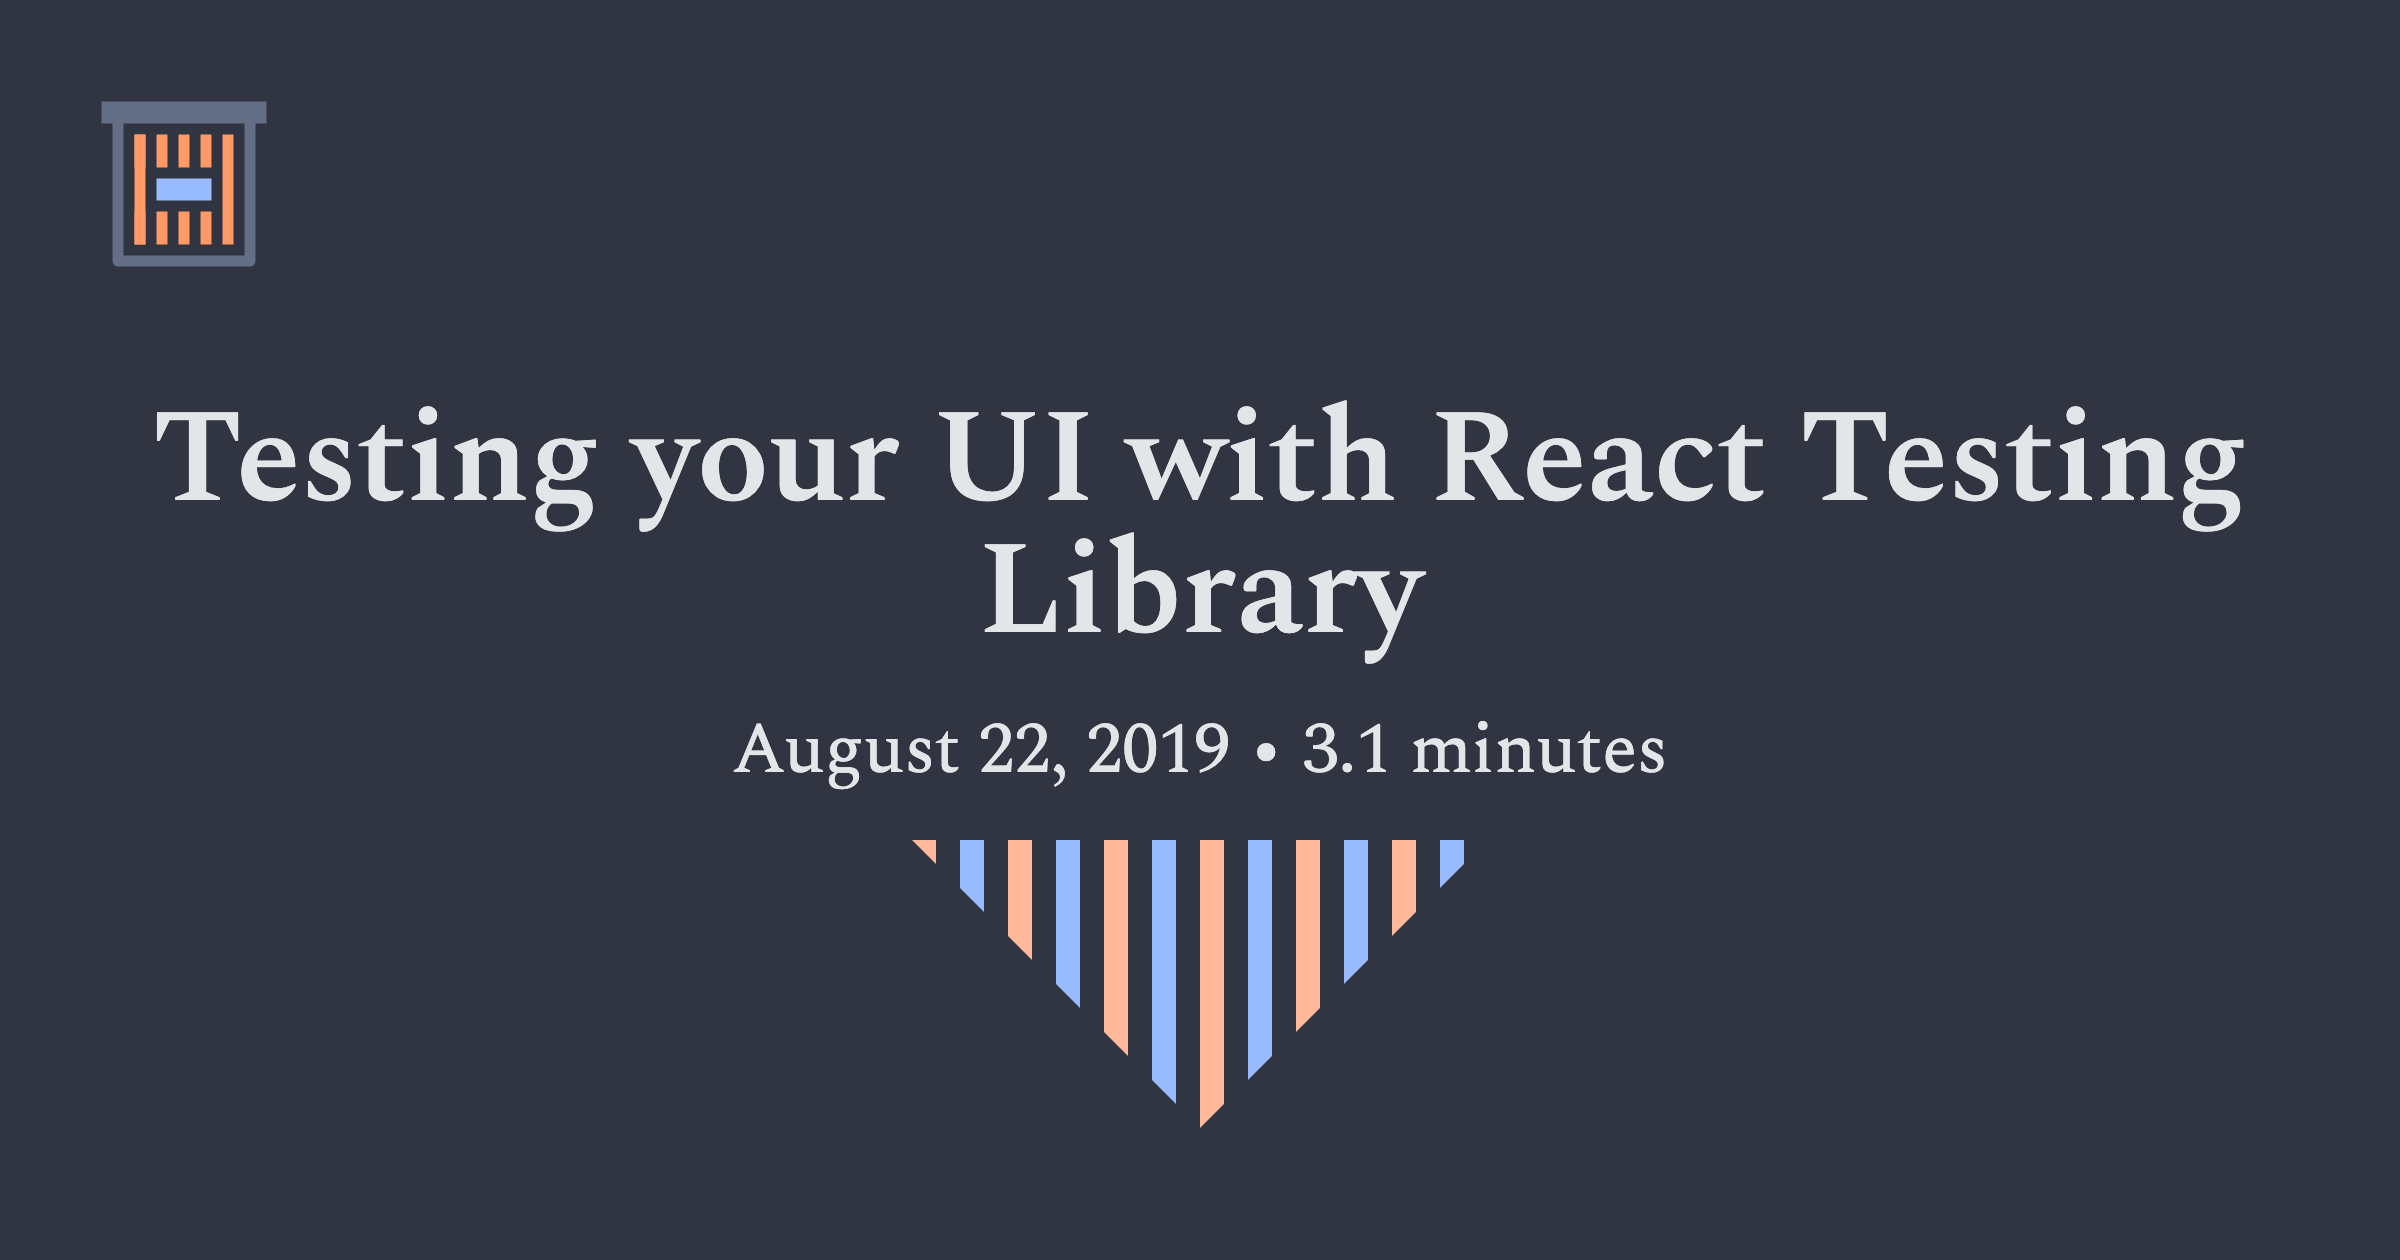 Testing your UI with React Testing
Library
August 22, 2019 • 3.1 minutes